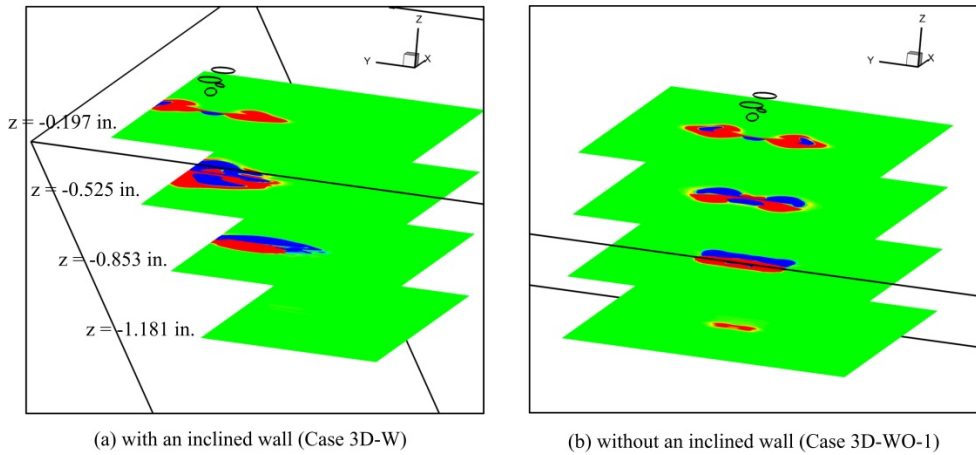 Z
Y
X
z = -0.197 in.
z = -0.525 in.
z = -0.853 in.
z = -1.181 in.
Z
Y
X
(a) with an inclined wall (Case 3D-W)
(b) without an inclined wall (Case 3D-WO-1)